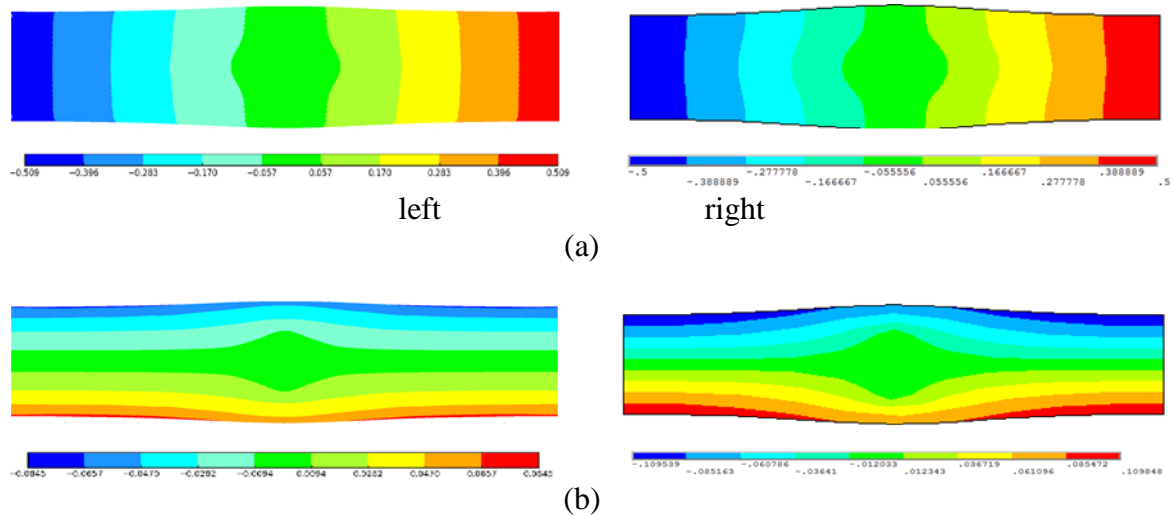 -0.509 -0.396 -0.283 -0.170 -0.057 0.057 0.170 0.283 0.396 0.509
-.5 -.277778 -.055556 .166667 .388889
-.388889 -.166667 .055556 .277778 .5
left right
(a)
-0.0845 -0.0657 -0.0470 -0.0282 -0.0094 0.0094 0.0282 0.0470 0.0657 0.0845
-.109539 -.060786 -.012033 .036719 .085472
-.085163 -.03641 .012343 .061096 .109848
(b)